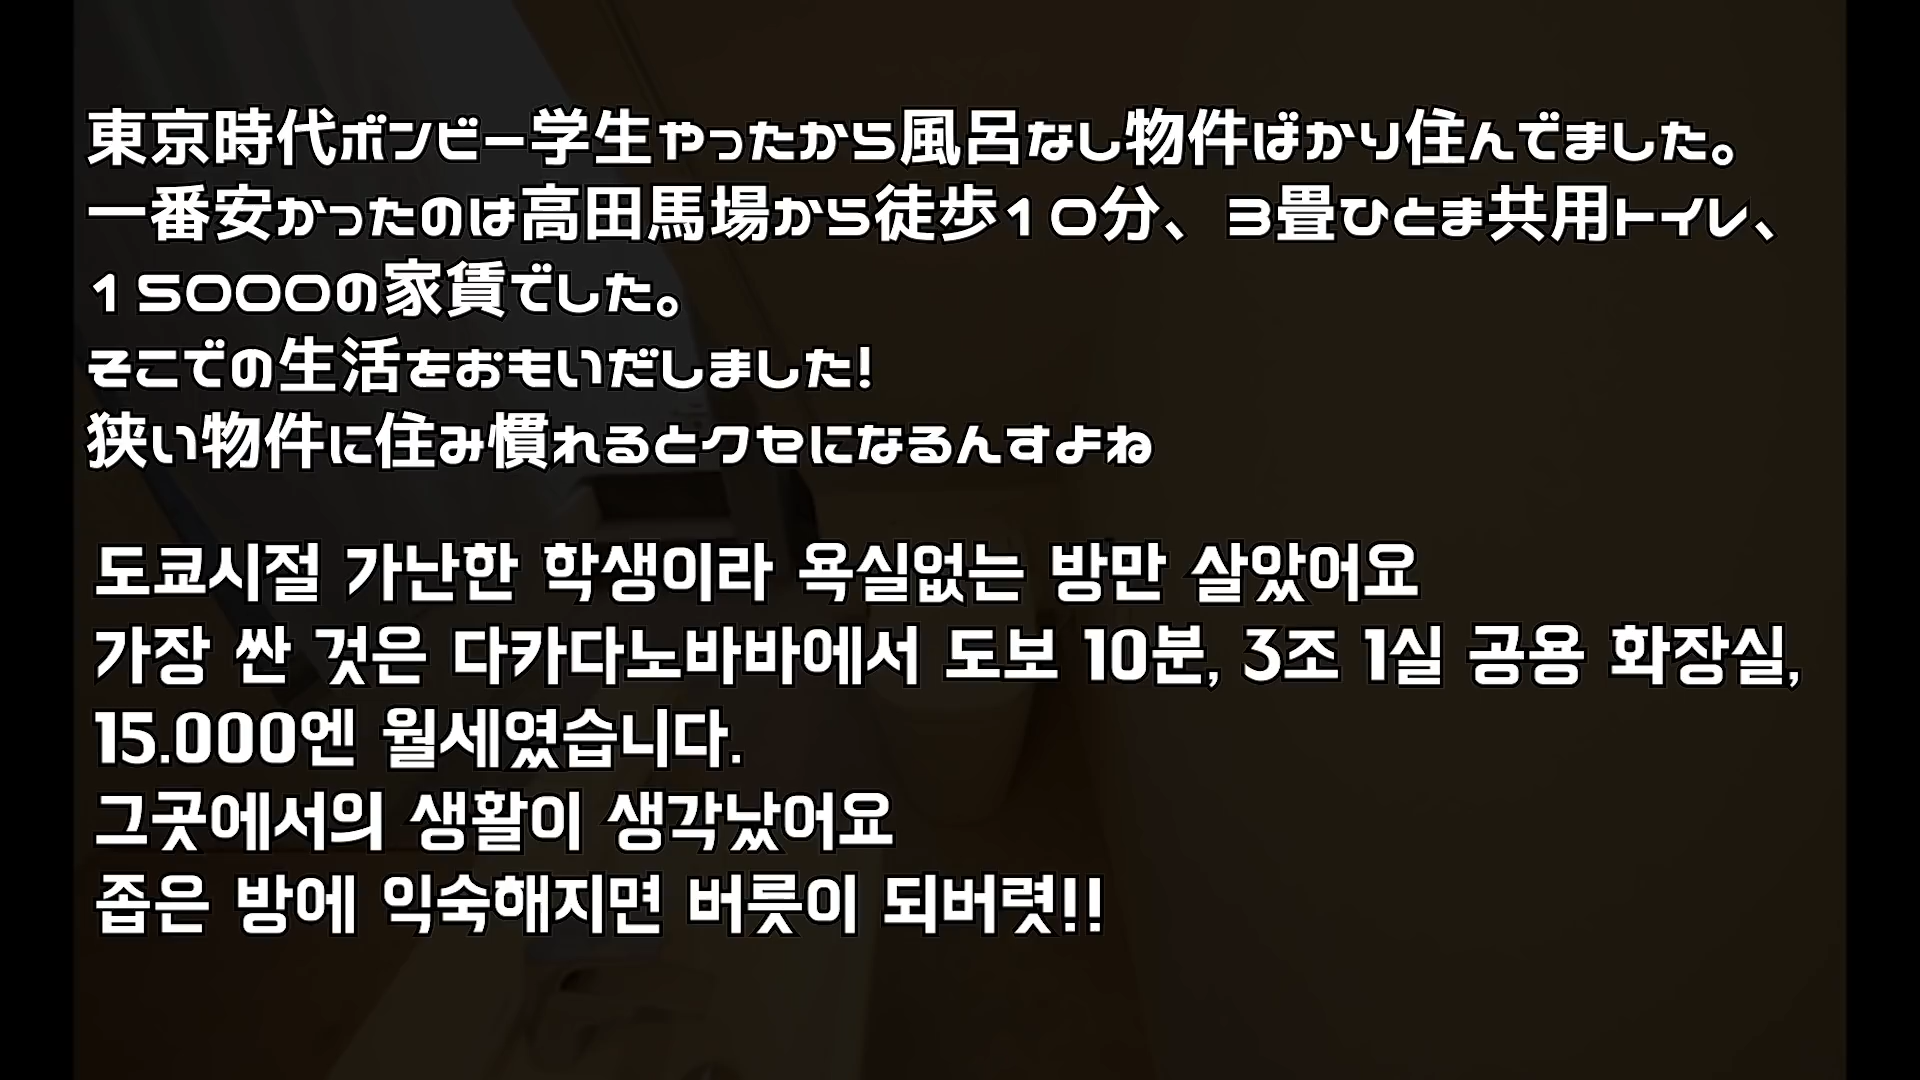 東京時代ボンビー学生やったから風呂なし物件ばかり住んでました。
一番安かったのは高田馬場から徒歩１０分、３畳ひとま共用トイレ、
１５０００の家賃でした。
そこでの生活をおもいだしました！
狭い物件に住み慣れるとクセになるんすよね
도쿄시절 가난한 학생이라 욕실없는 방만 살았어요
가장 싼 것은 다카다노바바에서 도보 10분, 3조 1실 공용 화장실,
15.000엔 월세였습니다.
그곳에서의 생활이 생각났어요
좁은 방에 익숙해지면 버릇이 되버렷!!